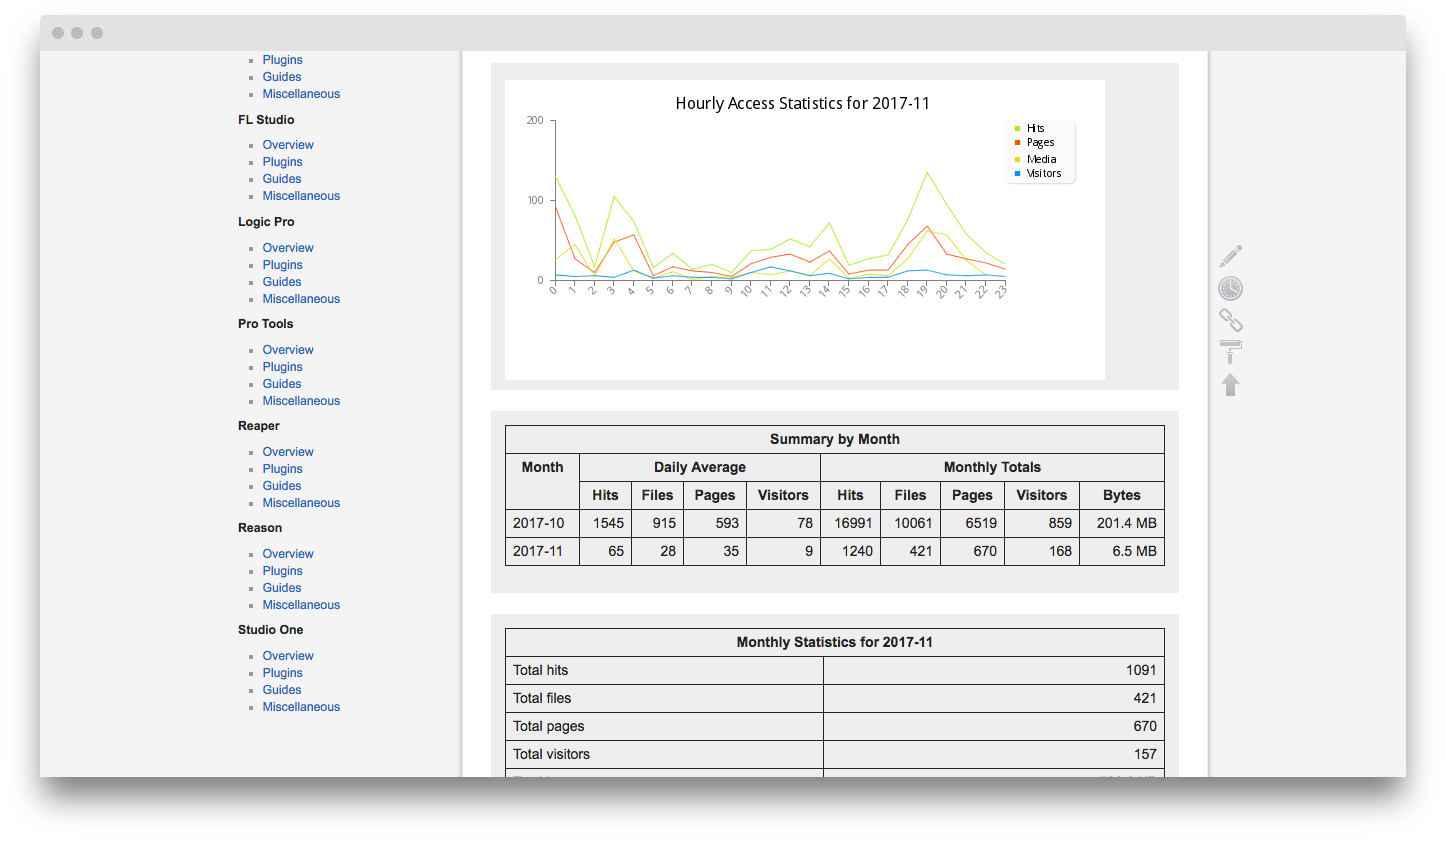 Plugins
Guides
Miscellaneous
FL Studio
Overview
Plugins
Guides
Miscellaneous
Logic Pro
Overview
Plugins
Guides
Miscellaneous
Pro Tools
Overview
Plugins
Guides
Miscellaneous
Reaper
Overview
Plugins
Guides
Miscellaneous
Reason
Overview
Plugins
Guides
Miscellaneous
Studio One
Overview
Plugins
Guides
Miscellaneous
Hourly Access Statistics for 2017-11
200
100
0
0 1 2 3 4 5 6 7 8 9 10 11 12 13 14 15 16 17 18 19 20 21 22 23
Hits
Pages
Media
Visitors
Summary by Month
Month Daily Average Monthly Totals
Hits Files Pages Visitors Hits Files Pages Visitors Bytes
2017-10 1545 915 593 78 16991 10061 6519 859 201.4 MB
2017-11 65 28 35 9 1240 421 670 168 6.5 MB
Monthly Statistics for 2017-11
Total hits 1091
Total files 421
Total pages 670
Total visitors 157